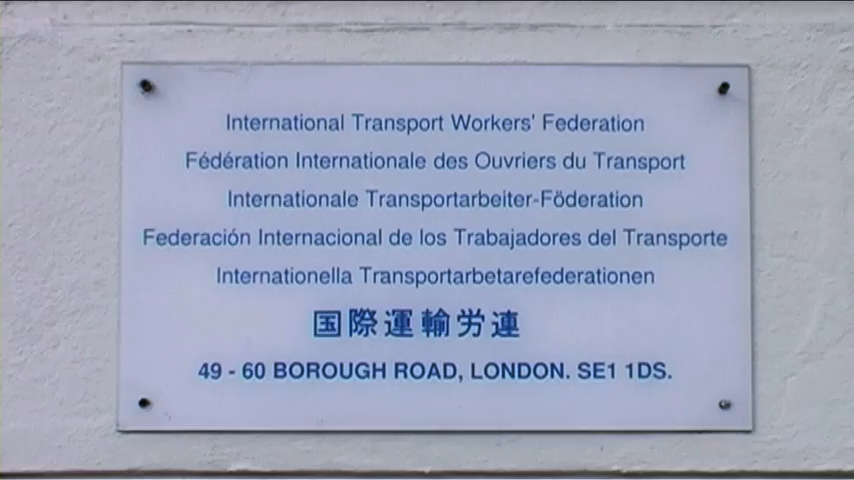 International Transport Workers' Federation
Fédération Internationale des Ouvriers du Transport
Internationale Transportarbeiter-Föderation
Federación Internacional de los Trabajadores del Transporte
Internationella Transportarbetarefederationen
国際運輸労連
49 - 60 BOROUGH ROAD, LONDON. SE1 1DS.